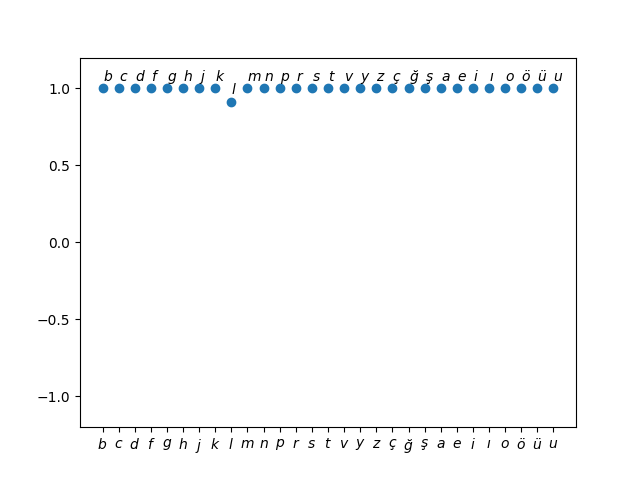 b c d f g h j k l m n p r s t v y z ç ğ ş a e i ı o ö ü u
1.0
0.5
0.0
−0.5
−1.0
b c d f g h j k l m n p r s t v y z ç ğ ş a e i ı o ö ü u